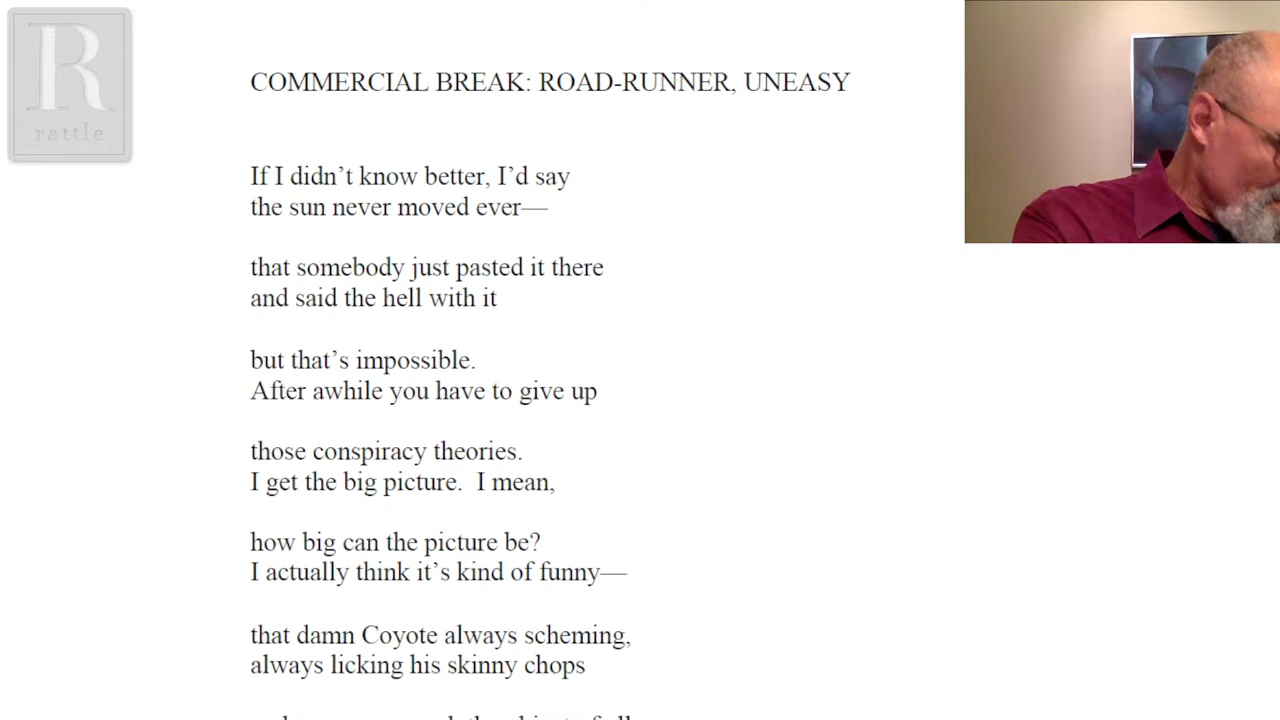 R
rattle
COMMERCIAL BREAK: ROAD-RUNNER, UNEASY
If I didn’t know better, I’d say
the sun never moved ever—
that somebody just pasted it there
and said the hell with it
but that’s impossible.
After awhile you have to give up
those conspiracy theories.
I get the big picture.  I mean,
how big can the picture be?
I actually think it’s kind of funny—
that damn Coyote always scheming,
always licking his skinny chops